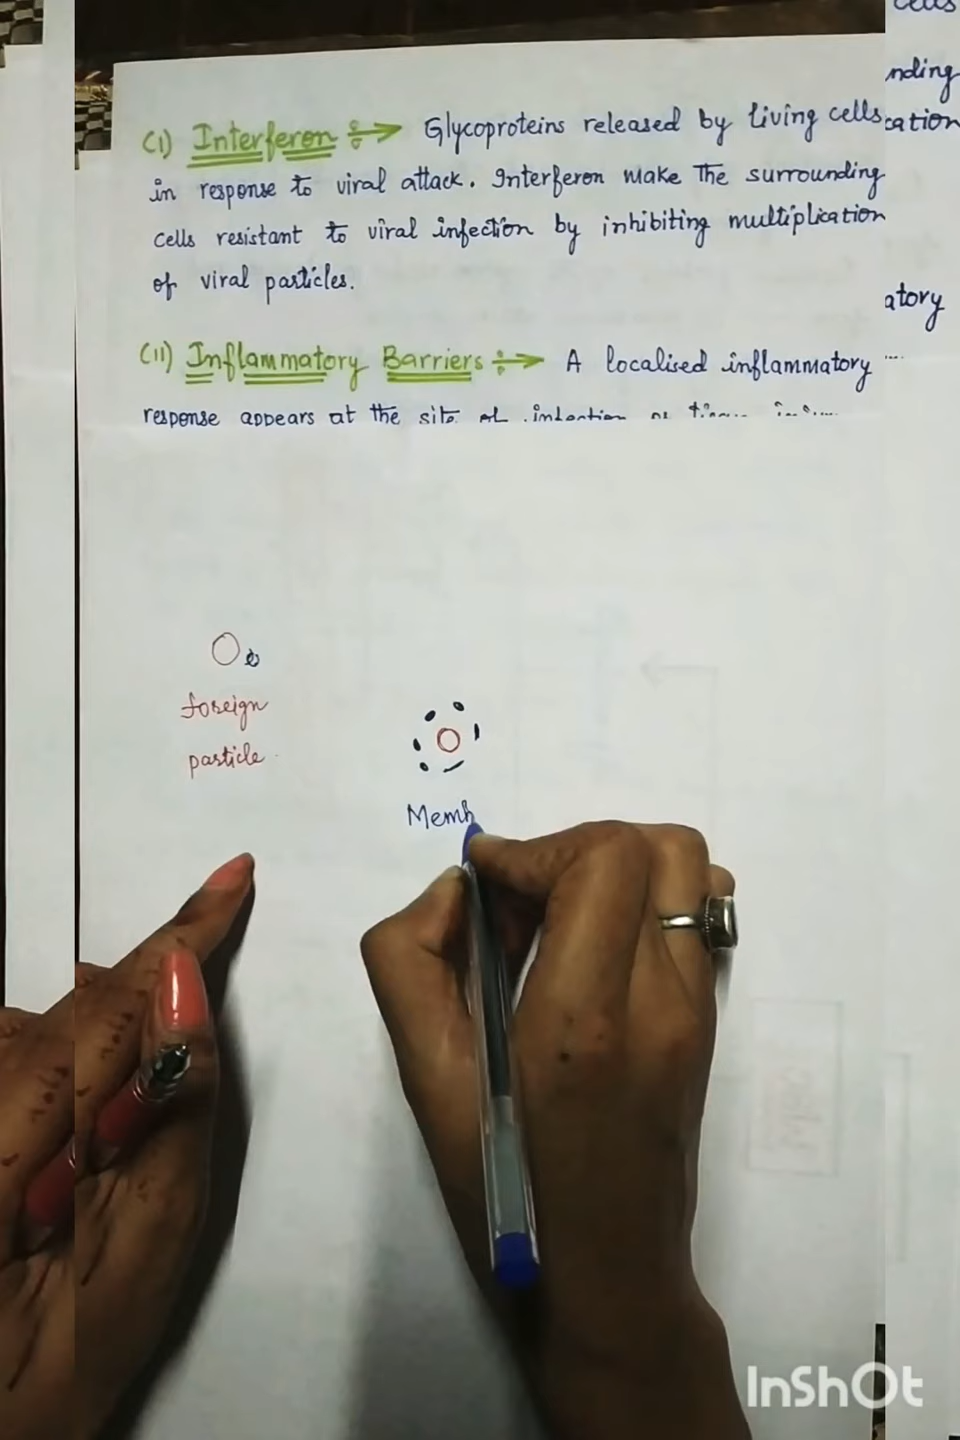 cells
nding
(I) Interferon ÷→ Glycoproteins released by living cells
cation
in response to viral attack. Interferon make the surrounding
cells resistant to viral infection by inhibiting multiplication
of viral particles.
atory
(II) Inflammatory Barriers ÷→ A localised inflammatory
response appears at the site of
foreign
particle
Memb
InShOt